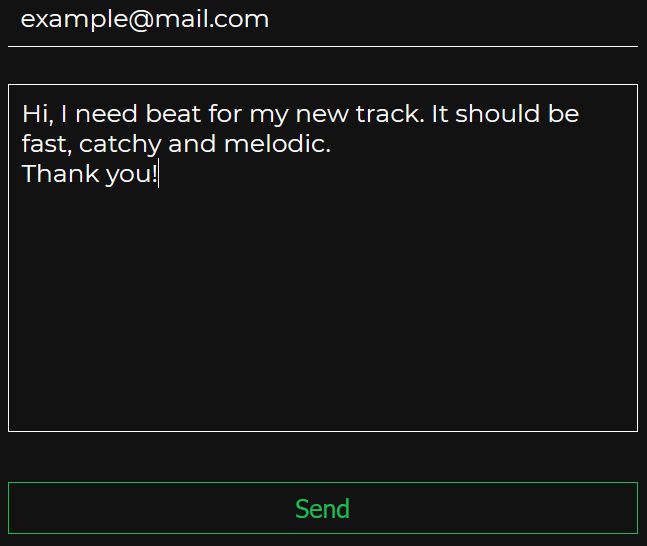 example@mail.com
Hi, I need beat for my new track. It should be
fast, catchy and melodic.
Thank you!
Send